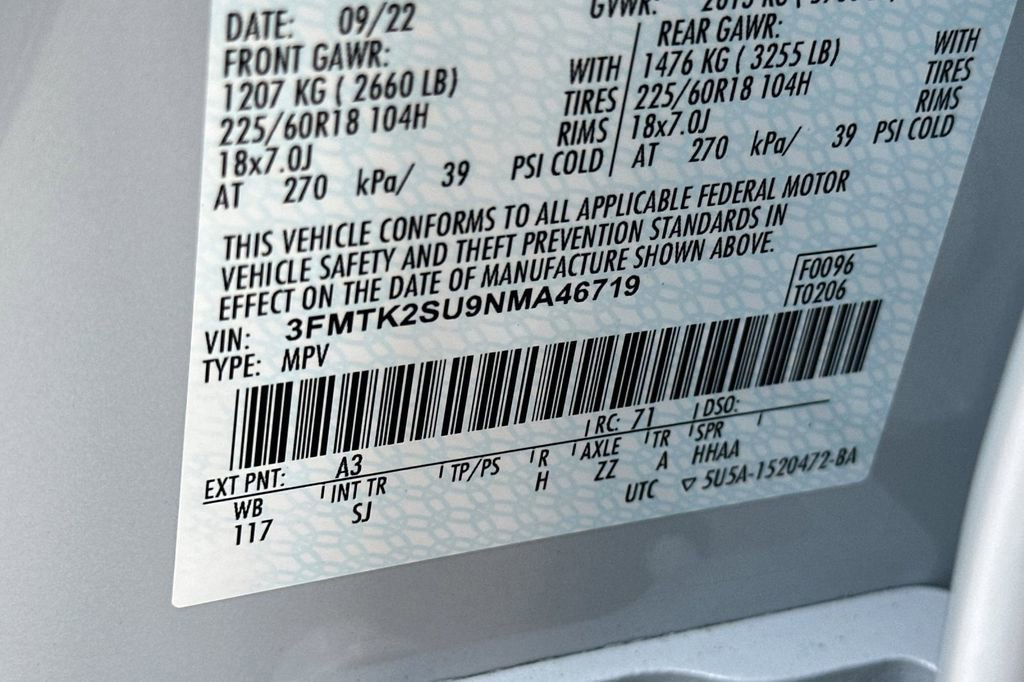 DATE: 09/22
GVWR:
FRONT GAWR:
1207 KG ( 2660 LB)
225/60R18 104H
18x7.0J
AT 270 kPa/ 39
WITH
TIRES
RIMS
PSI COLD
REAR GAWR:
1476 KG ( 3255 LB)
225/60R18 104H
18x7.0J
AT 270 kPa/ 39
WITH
TIRES
RIMS
PSI COLD
THIS VEHICLE CONFORMS TO ALL APPLICABLE FEDERAL MOTOR
VEHICLE SAFETY AND THEFT PREVENTION STANDARDS IN
EFFECT ON THE DATE OF MANUFACTURE SHOWN ABOVE.
F0096
T0206
VIN: 3FMTK2SU9NMA46719
TYPE: MPV
EXT PNT: A3 RC: 71 DSO:
WB INT TR TP/PS R AXLE TR SPR
117 SJ H ZZ A HHAA
UTC ▽ 5U5A-1520472-BA